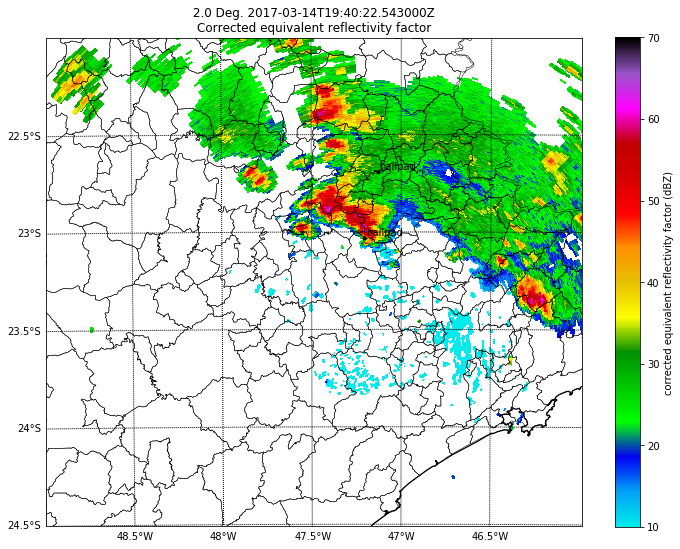 2.0 Deg. 2017-03-14T19:40:22.543000Z
Corrected equivalent reflectivity factor
70
60
50
40
30
20
10
corrected equivalent reflectivity factor (dBZ)
22.5°S
23°S
23.5°S
24°S
24.5°S
hailpad
48.5°W
48°W
47.5°W
47°W
46.5°W